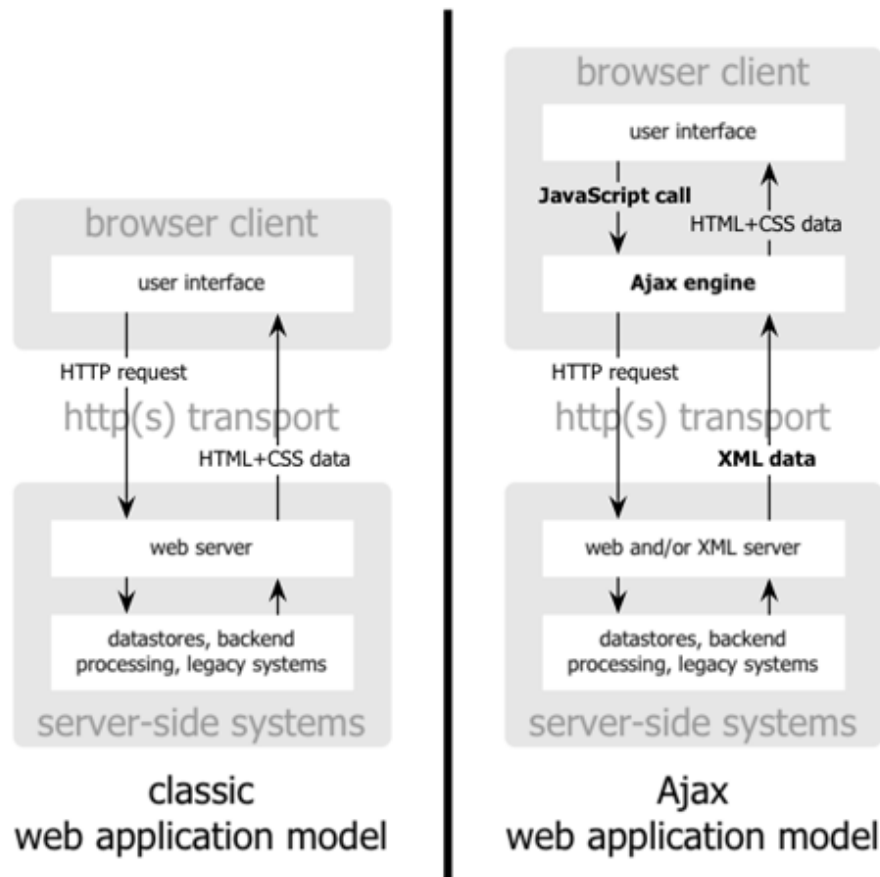 browser client
user interface
HTTP request
http(s) transport
HTML+CSS data
web server
datastores, backend
processing, legacy systems
server-side systems
classic
web application model
browser client
user interface
JavaScript call
HTML+CSS data
Ajax engine
HTTP request
http(s) transport
XML data
web and/or XML server
datastores, backend
processing, legacy systems
server-side systems
Ajax
web application model